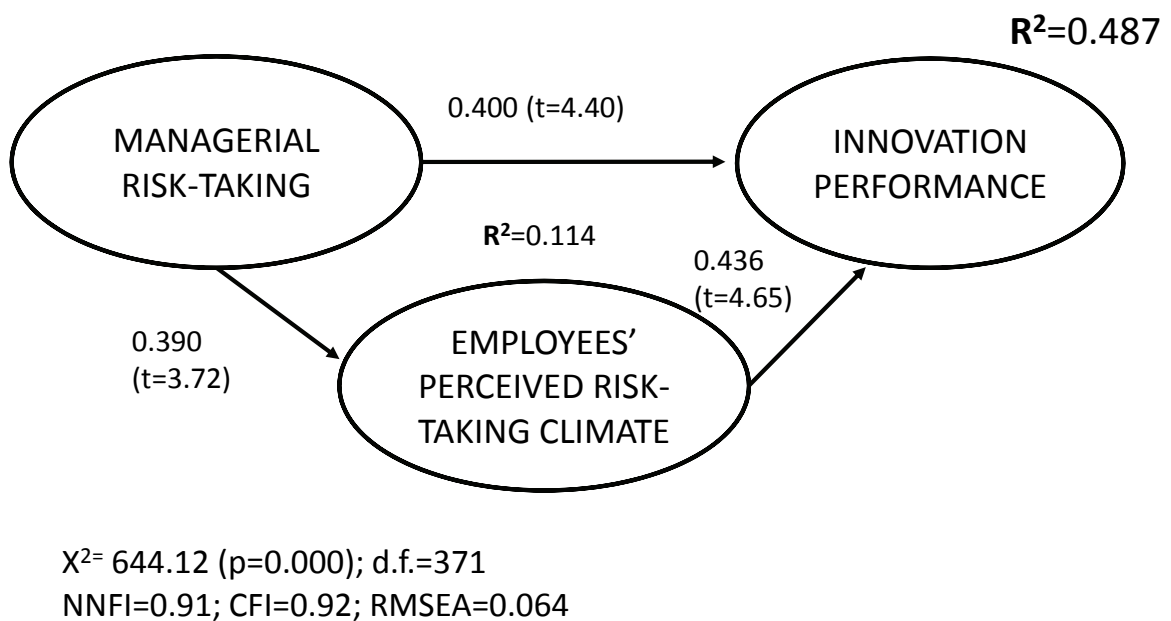 R²=0.487
MANAGERIAL
RISK-TAKING
0.400 (t=4.40)
INNOVATION
PERFORMANCE
R²=0.114
0.390
(t=3.72)
0.436
(t=4.65)
EMPLOYEES’
PERCEIVED RISK-
TAKING CLIMATE
X²⁼ 644.12 (p=0.000); d.f.=371
NNFI=0.91; CFI=0.92; RMSEA=0.064